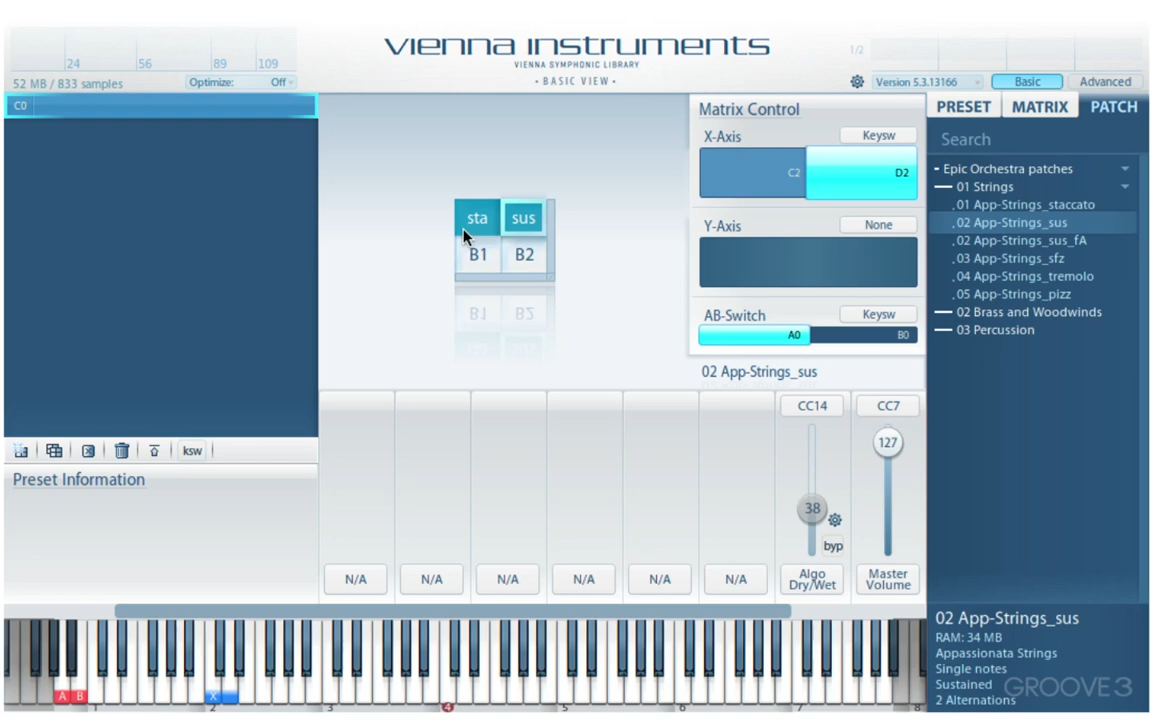 vienna instruments
VIENNA SYMPHONIC LIBRARY
• BASIC VIEW •
24 56 89 109
52 MB / 833 samples
Optimize: Off
1/2
Version 5.3.13166
Basic
Advanced
C0
Matrix Control
X-Axis
Keysw
C2 D2
Y-Axis
None
AB-Switch
Keysw
A0 B0
02 App-Strings_sus
sta sus
B1 B2
PRESET MATRIX PATCH
Search
Epic Orchestra patches
01 Strings
01 App-Strings_staccato
02 App-Strings_sus
02 App-Strings_sus_fA
03 App-Strings_sfz
04 App-Strings_tremolo
05 App-Strings_pizz
02 Brass and Woodwinds
03 Percussion
ksw
Preset Information
CC14 CC7
127
38
byp
N/A N/A N/A N/A N/A N/A
Algo
Dry/Wet
Master
Volume
A B X
1 2 3 4 5 6 7 8
02 App-Strings_sus
RAM: 34 MB
Appassionata Strings
Single notes
Sustained
2 Alternations
GROOVE3